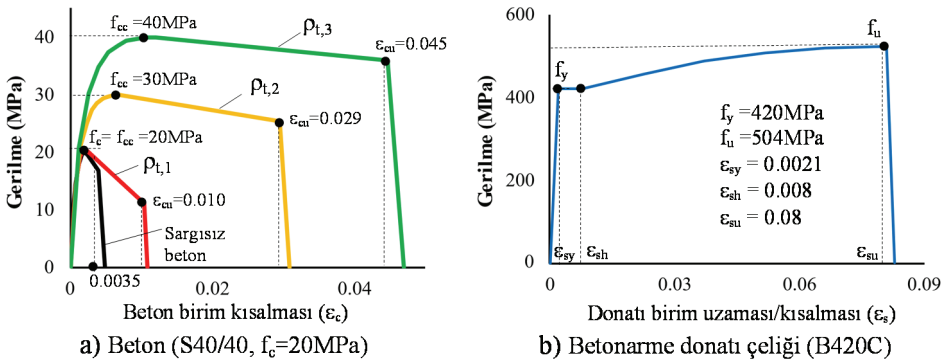 Gerilme (MPa)
40
30
20
10
0
f_cc=40MPa
ρ_t,3
ε_cu=0.045
f_cc=30MPa
ρ_t,2
ε_cu=0.029
f_c= f_cc =20MPa
ρ_t,1
ε_cu=0.010
Sargısız
beton
0.0035
0
0.02
0.04
Beton birim kısalması (ε_c)
a) Beton (S40/40, f_c=20MPa)
Gerilme (MPa)
600
400
200
0
f_y
f_u
f_y=420MPa
f_u=504MPa
ε_sy = 0.0021
ε_sh = 0.008
ε_su = 0.08
ε_sy
ε_sh
ε_su
0
0.03
0.06
0.09
Donatı birim uzaması/kısalması (ε_s)
b) Betonarme donatı çeliği (B420C)